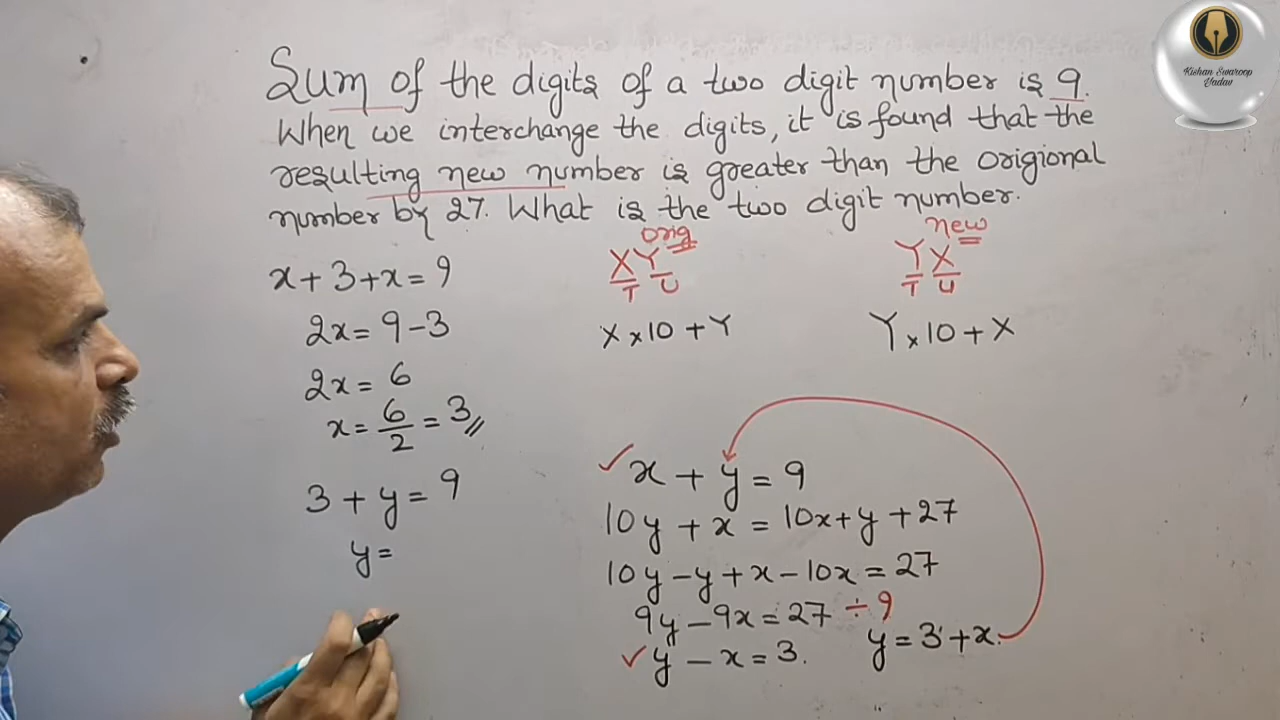 Sum of the digits of a two digit number is 9.
When we interchange the digits, it is found that the
resulting new number is greater than the origional
number by 27. What is the two digit number.
x + 3 + x = 9
2x = 9 - 3
2x = 6
x = 6/2 = 3
3 + y = 9
y =
orig
XY
T U
X x 10 + Y
new
YX
T U
Y x 10 + X
✓ x + y = 9
10y + x = 10x + y + 27
10y - y + x - 10x = 27
9y - 9x = 27 ÷ 9
✓ y - x = 3.
y = 3 + x.
Kishan Swaroop
Yadav